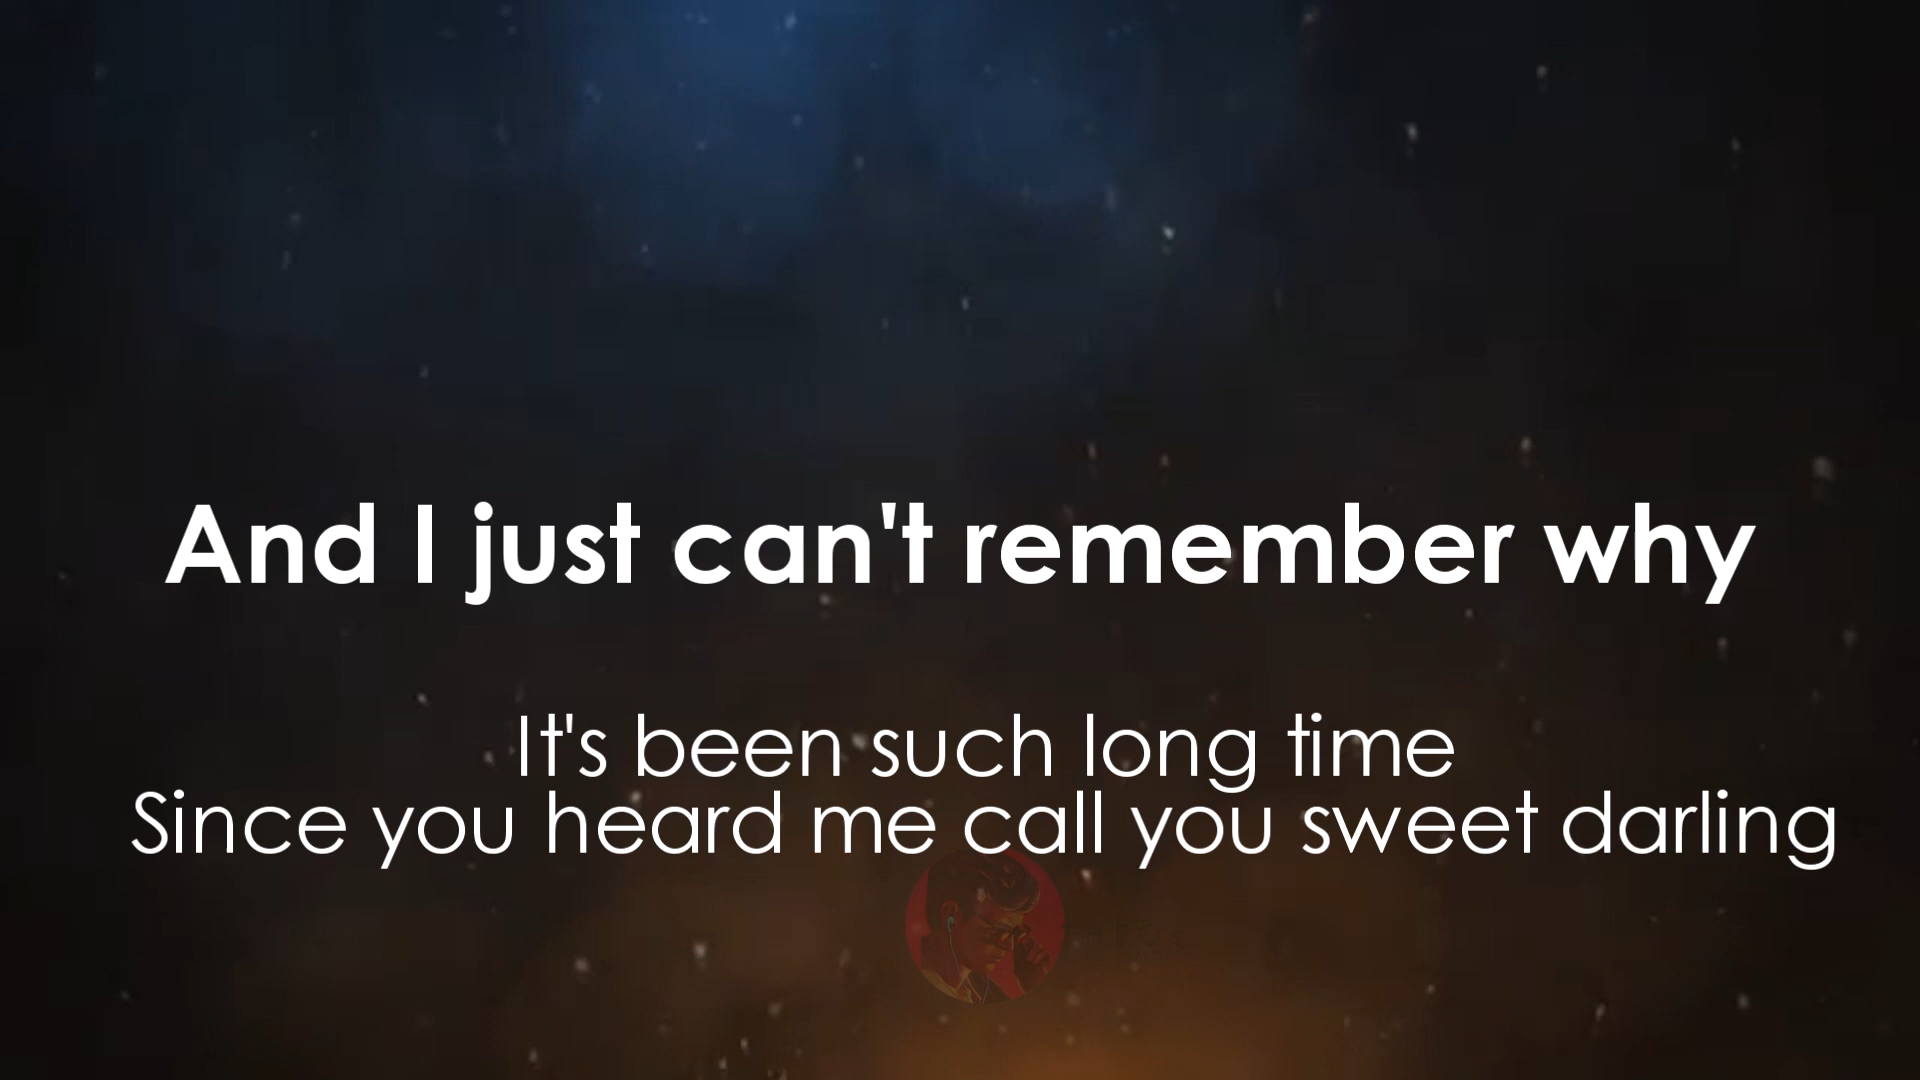 And I just can't remember why
It's been such long time
Since you heard me call you sweet darling